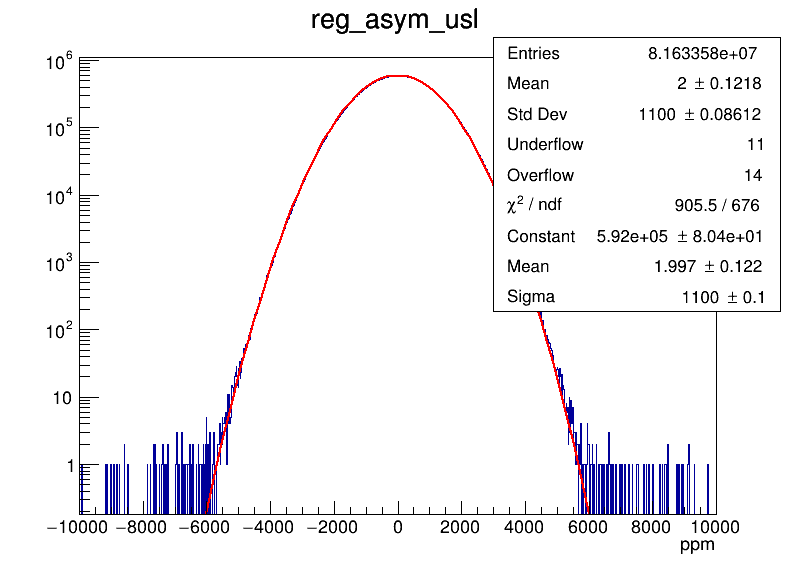 reg_asym_usl
Entries 8.163358e+07
Mean 2 ± 0.1218
Std Dev 1100 ± 0.08612
Underflow 11
Overflow 14
χ² / ndf 905.5 / 676
Constant 5.92e+05 ± 8.04e+01
Mean 1.997 ± 0.122
Sigma 1100 ± 0.1
10⁶
10⁵
10⁴
10³
10²
10
1
−10000 −8000 −6000 −4000 −2000 0 2000 4000 6000 8000 10000
ppm